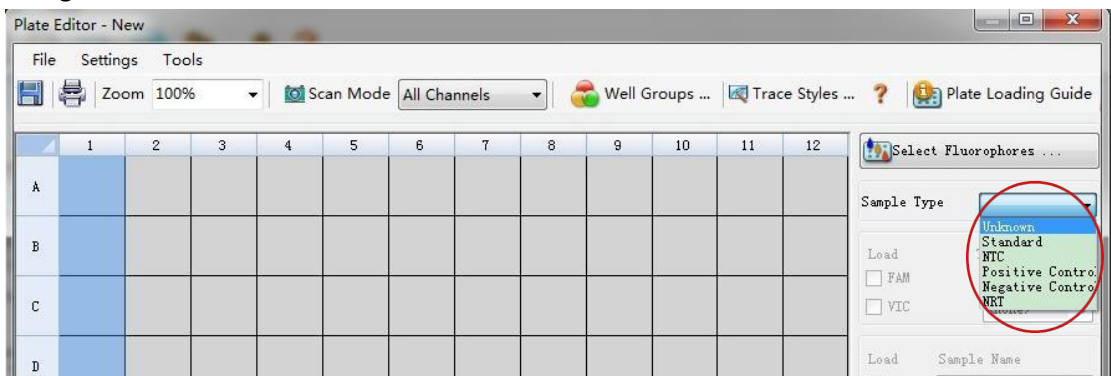 Plate Editor - New
File Settings Tools
Zoom 100% Scan Mode All Channels Well Groups ... Trace Styles ... ? Plate Loading Guide
1 2 3 4 5 6 7 8 9 10 11 12
Select Fluorophores ...
A
Sample Type
Unknown
B
Standard
Load
NTC
Positive Control
FAM
Negative Contro
C
VIC
NRT
Load Sample Name
D